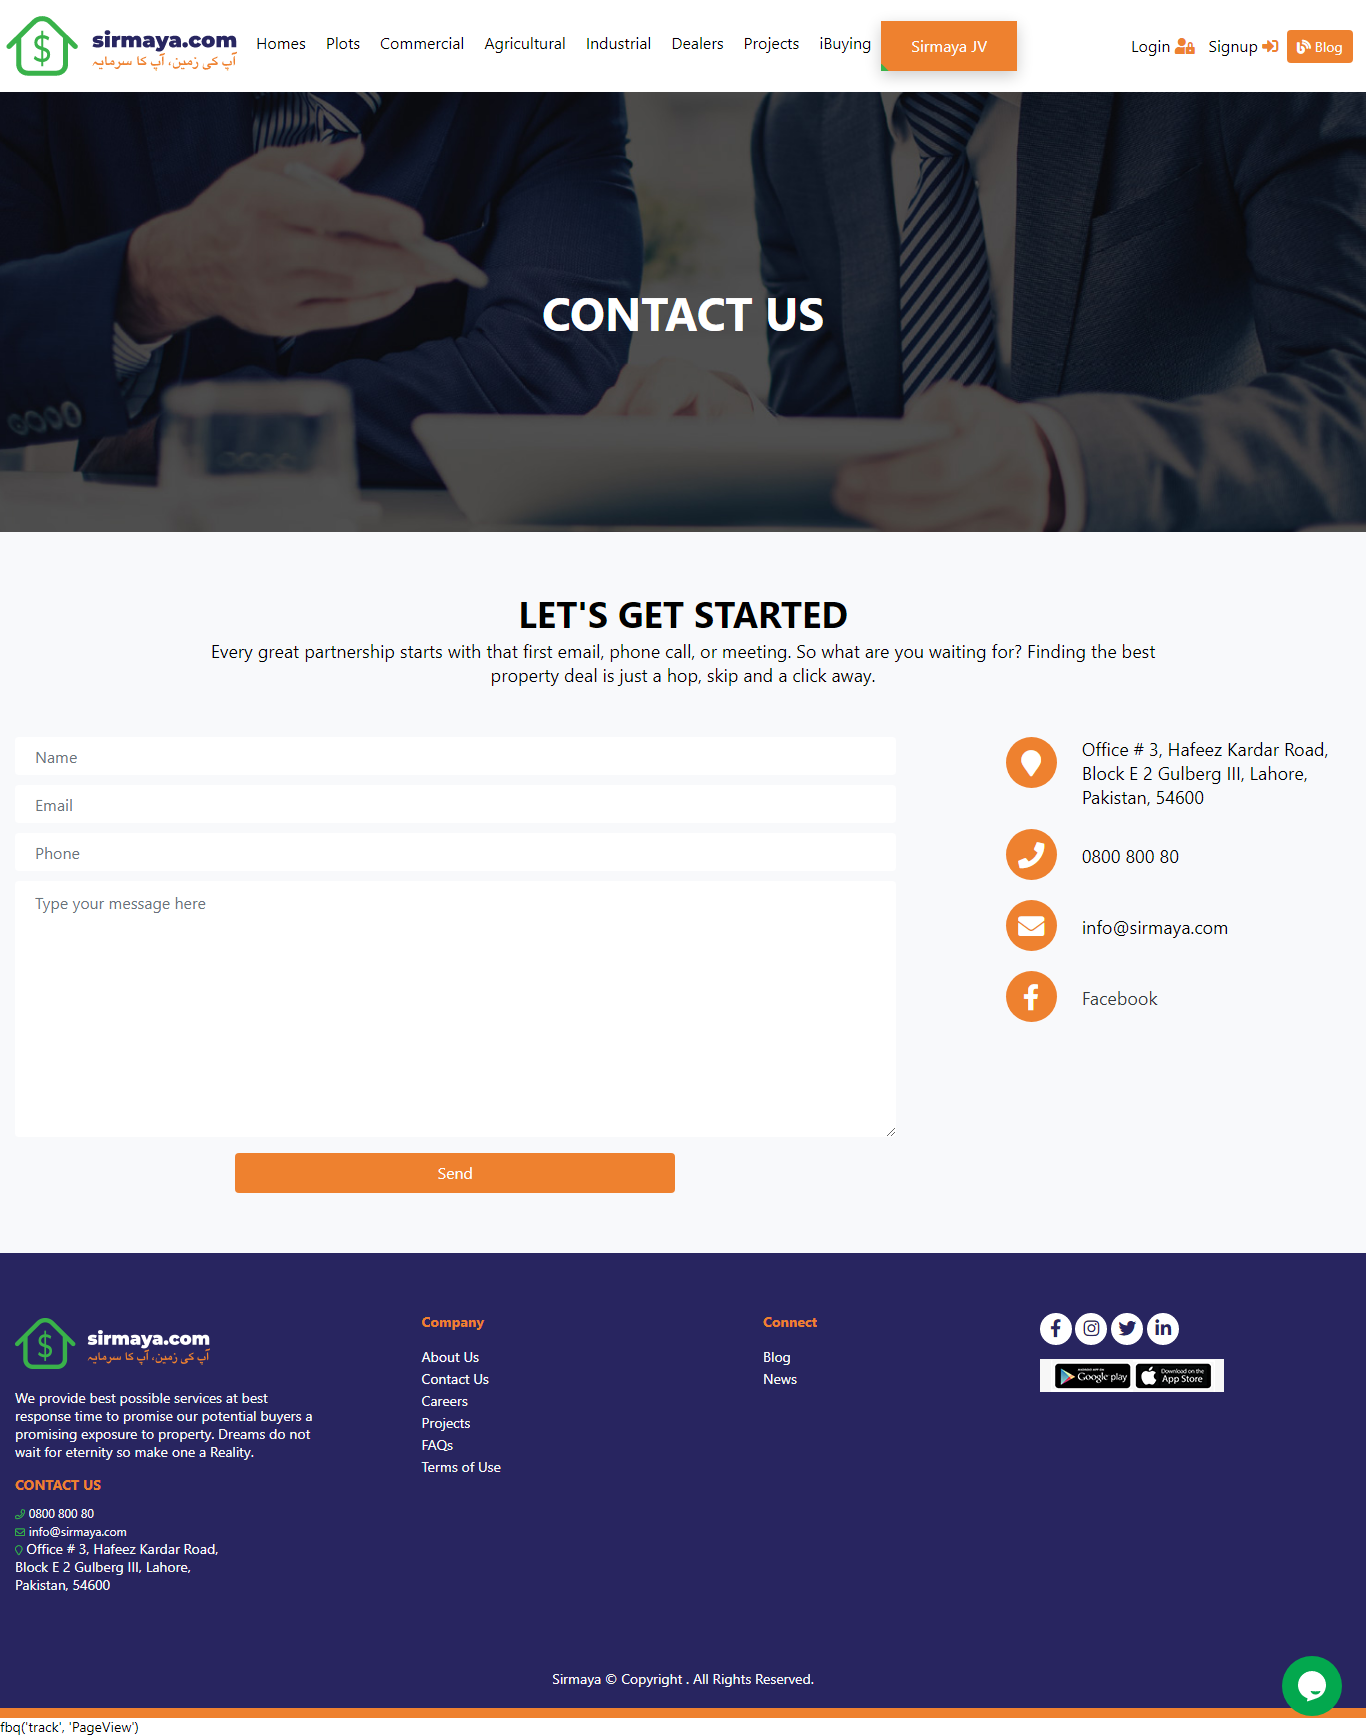 sirmaya.com
آپ کی زمین، آپ کا سرمایہ
Homes Plots Commercial Agricultural Industrial Dealers Projects iBuying Sirmaya JV Login Signup Blog
CONTACT US
LET'S GET STARTED
Every great partnership starts with that first email, phone call, or meeting. So what are you waiting for? Finding the best
property deal is just a hop, skip and a click away.
Name
Email
Phone
Type your message here
Send
Office # 3, Hafeez Kardar Road,
Block E 2 Gulberg III, Lahore,
Pakistan, 54600
0800 800 80
info@sirmaya.com
Facebook
sirmaya.com
آپ کی زمین، آپ کا سرمایہ
We provide best possible services at best
response time to promise our potential buyers a
promising exposure to property. Dreams do not
wait for eternity so make one a Reality.
CONTACT US
0800 800 80
info@sirmaya.com
Office # 3, Hafeez Kardar Road,
Block E 2 Gulberg III, Lahore,
Pakistan, 54600
Company
About Us
Contact Us
Careers
Projects
FAQs
Terms of Use
Connect
Blog
News
ANDROID APP ON
Google play
Download on the
App Store
Sirmaya © Copyright . All Rights Reserved.
fbq('track', 'PageView')